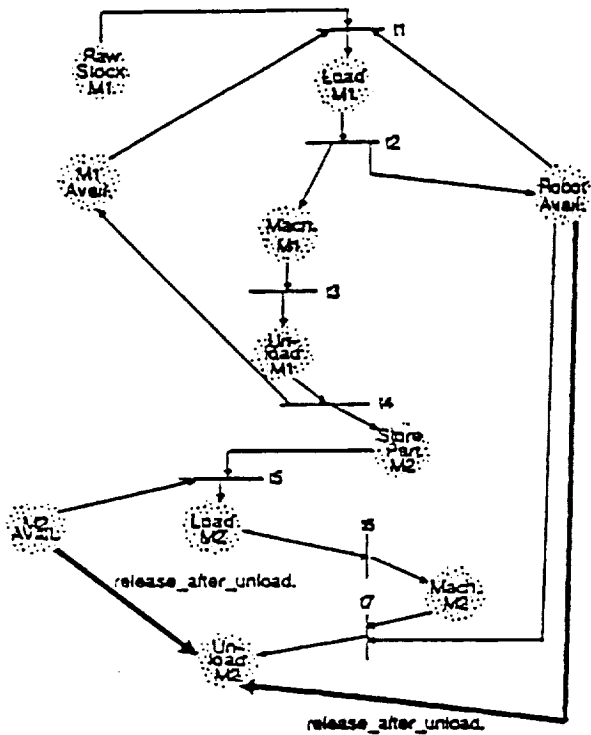 t1
Raw
Stock
M1
Load
M1
t2
M1
Avail.
Robot
Avail.
Mach.
M1
t3
Un-
load
M1
t4
Store
Part
M2
t5
M2
Avail.
Load
M2
t6
release_after_unload.
Mach.
M2
t7
Un-
load
M2
release_after_unload.